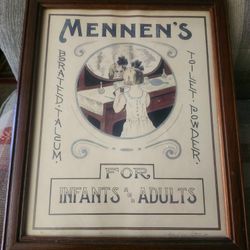 MENNEN'S
BORATED·TALCUM
TOILET·POWDER·
FOR
INFANTS AND ADULTS